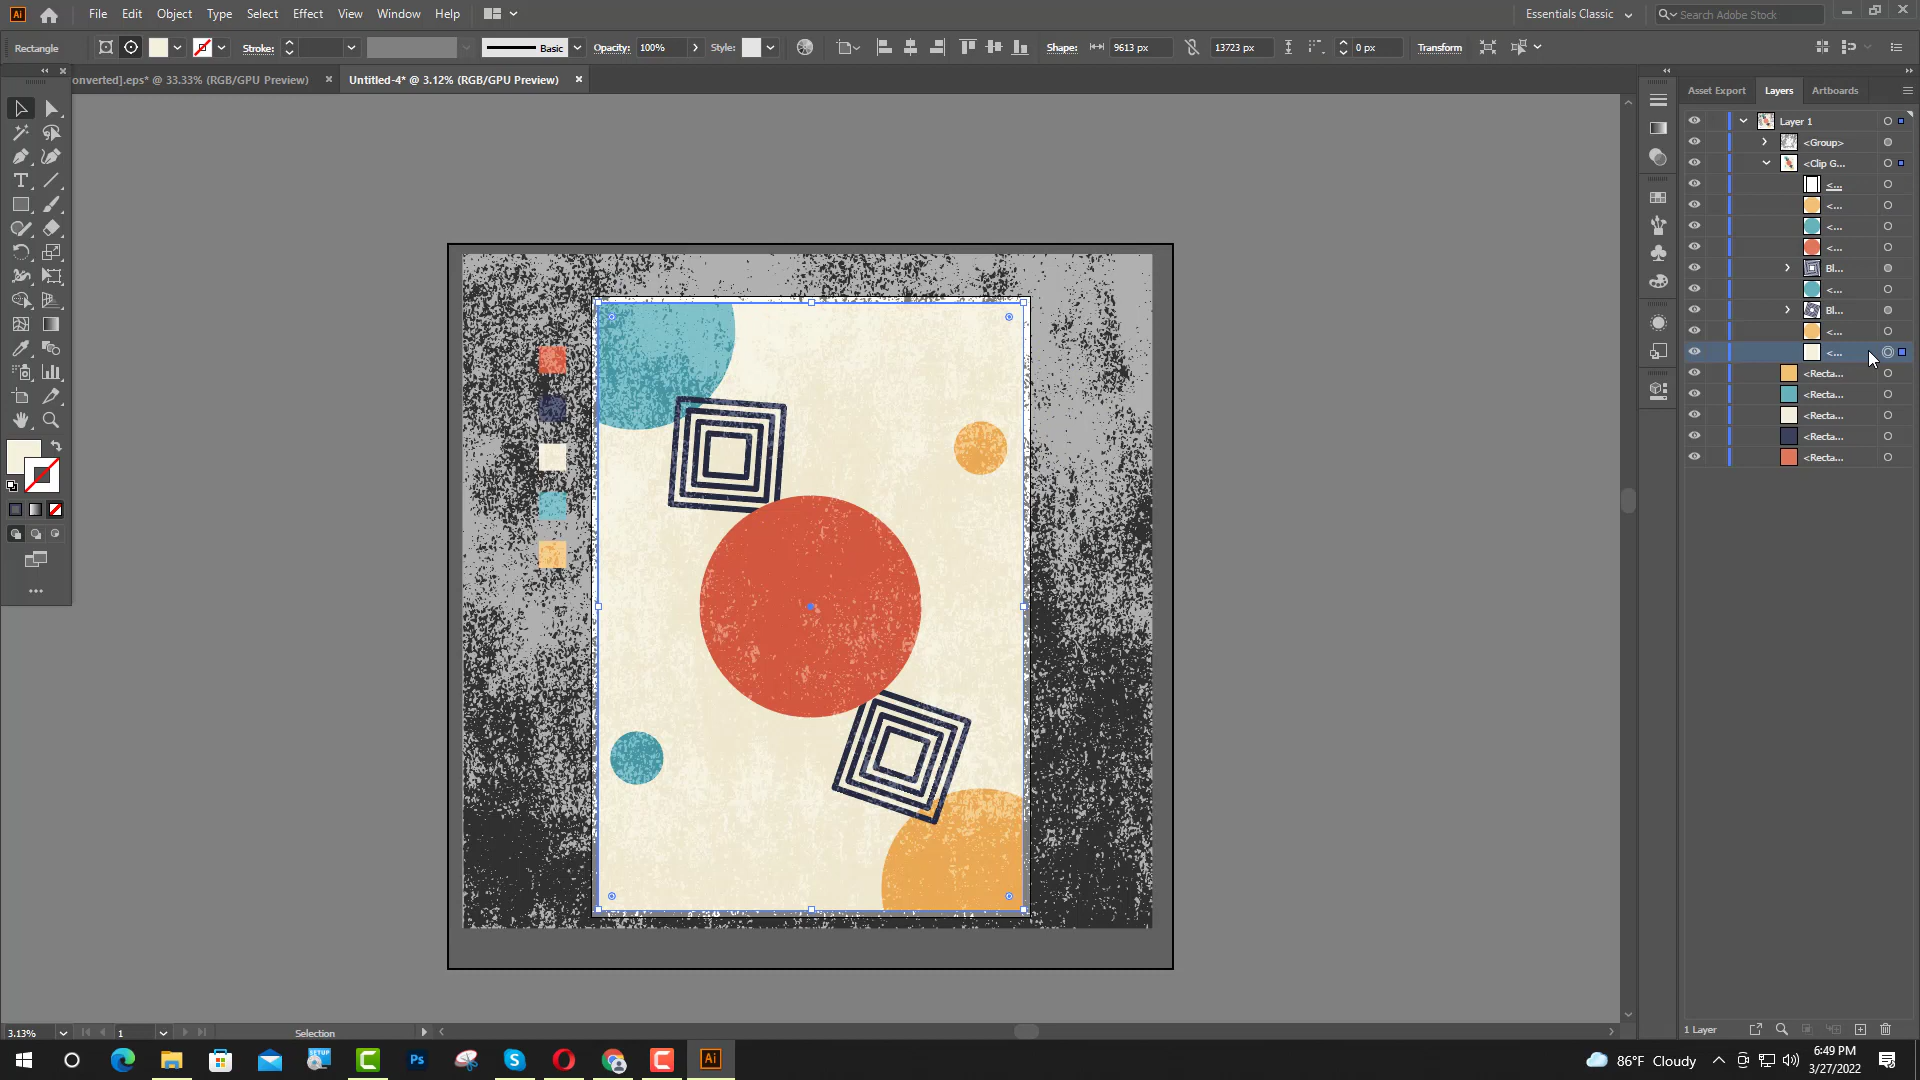 Ai File Edit Object Type Select Effect View Window Help Essentials Classic Search Adobe Stock
Rectangle Stroke: Basic Opacity: 100% Style: Shape: 9613 px 13723 px 0 px Transform
onverted].eps* @ 33.33% (RGB/GPU Preview) × Untitled-4* @ 3.12% (RGB/GPU Preview) ×
Asset Export Layers Artboards
Layer 1
<Group>
<Clip G...
<...
<...
<...
<...
Bl...
<...
Bl...
<...
<...
<Recta...
<Recta...
<Recta...
<Recta...
<Recta...
3.13% 1 Selection 1 Layer
SETUP Ps Ai 86°F Cloudy 6:49 PM
3/27/2022